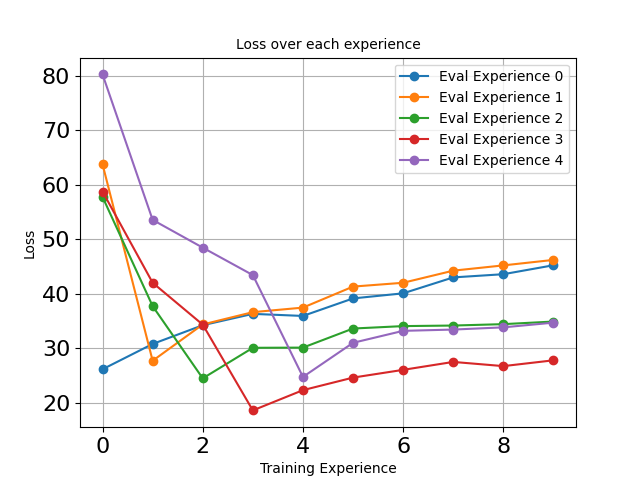 Loss over each experience
Eval Experience 0
Eval Experience 1
Eval Experience 2
Eval Experience 3
Eval Experience 4
80
70
60
50
40
30
20
Loss
0 2 4 6 8
Training Experience